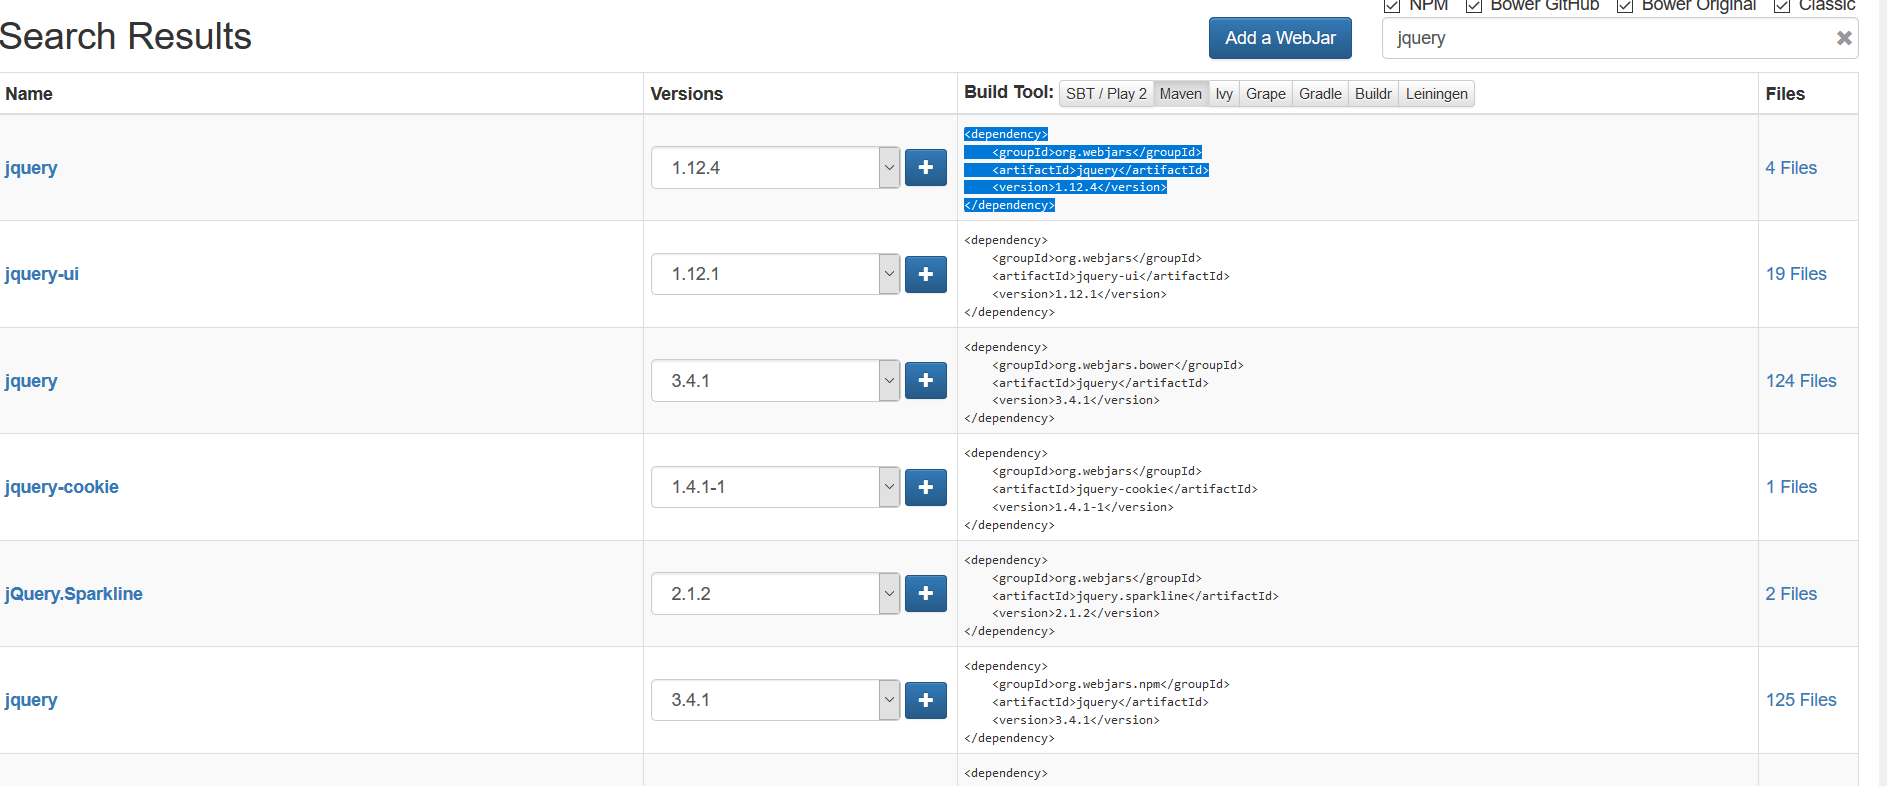 NPM Bower GitHub Bower Original Classic
Search Results
Add a WebJar
jquery
Name Versions Build Tool: SBT / Play 2 Maven Ivy Grape Gradle Buildr Leiningen Files
jquery
1.12.4
<dependency>
<groupId>org.webjars</groupId>
<artifactId>jquery</artifactId>
<version>1.12.4</version>
</dependency>
4 Files
jquery-ui
1.12.1
<dependency>
<groupId>org.webjars</groupId>
<artifactId>jquery-ui</artifactId>
<version>1.12.1</version>
</dependency>
19 Files
jquery
3.4.1
<dependency>
<groupId>org.webjars.bower</groupId>
<artifactId>jquery</artifactId>
<version>3.4.1</version>
</dependency>
124 Files
jquery-cookie
1.4.1-1
<dependency>
<groupId>org.webjars</groupId>
<artifactId>jquery-cookie</artifactId>
<version>1.4.1-1</version>
</dependency>
1 Files
jQuery.Sparkline
2.1.2
<dependency>
<groupId>org.webjars</groupId>
<artifactId>jquery.sparkline</artifactId>
<version>2.1.2</version>
</dependency>
2 Files
jquery
3.4.1
<dependency>
<groupId>org.webjars.npm</groupId>
<artifactId>jquery</artifactId>
<version>3.4.1</version>
</dependency>
125 Files
<dependency>